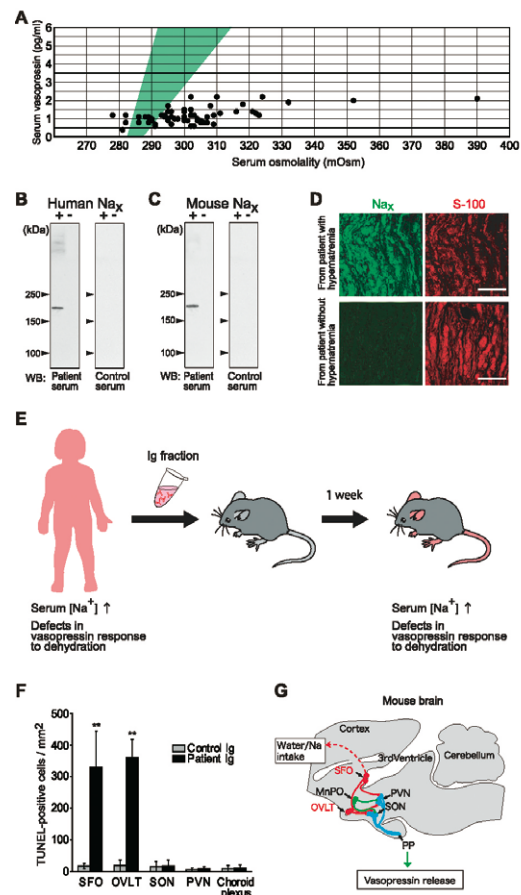 A
Serum vasopressin (pg/ml)
6
5
4
3
2
1
0
270 280 290 300 310 320 330 340 350 360 370 380 390 400
Serum osmolality (mOsm)
B Human Nax
+ -
(kDa)
250
150
100
WB: Patient serum Control serum
C Mouse Nax
+ -
(kDa)
250
150
100
WB: Patient serum Control serum
D
Nax S-100
From patient with hypernatremia
From patient without hypernatremia
E
Ig fraction
1 week
Serum [Na+] ↑
Defects in
vasopressin response
to dehydration
Serum [Na+] ↑
Defects in
vasopressin response
to dehydration
F
TUNEL-positive cells / mm2
500
400
300
200
100
0
** **
Control Ig
Patient Ig
SFO OVLT SON PVN Choroid plexus
G
Mouse brain
Cortex
Water/Na intake
3rdVentricle
Cerebellum
SFO
MnPO
PVN
SON
OVLT
PP
Vasopressin release